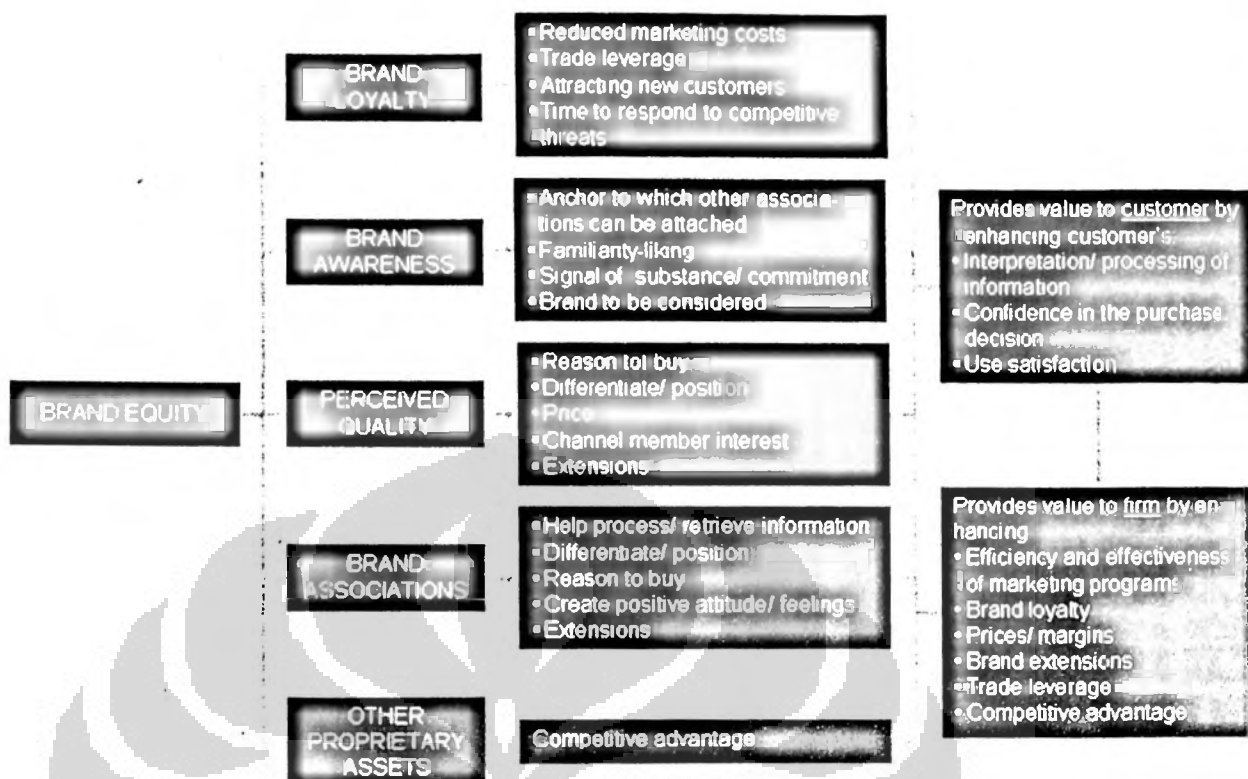 BRAND EQUITY
BRAND
LOYALTY
▪Reduced marketing costs
▪Trade leverage
▪Attracting new customers
▪Time to respond to competitive
threats
BRAND
AWARENESS
▪Anchor to which other associa-
tions can be attached
▪Familianty-liking
▪Signal of substance/ commitment
▪Brand to be considered
PERCEIVED
QUALITY
▪Reason tol buy
▪Differentiate/ position
▪Price
▪Channel member interest
▪Extensions
BRAND
ASSOCIATIONS
▪Help process/ retrieve information
▪Differentiate/ position
▪Reason to buy
▪Create positive attitude/ feelings
▪Extensions
OTHER
PROPRIETARY
ASSETS
Competitive advantage
Provides value to customer by
enhancing customer's:
• Interpretation/ processing of
information
• Confidence in the purchase
decision
• Use satisfaction
Provides value to firm by en
hancing
• Efficiency and effectiveness
of marketing programs
• Brand loyalty
• Prices/ margins
• Brand extensions
• Trade leverage
• Competitive advantage